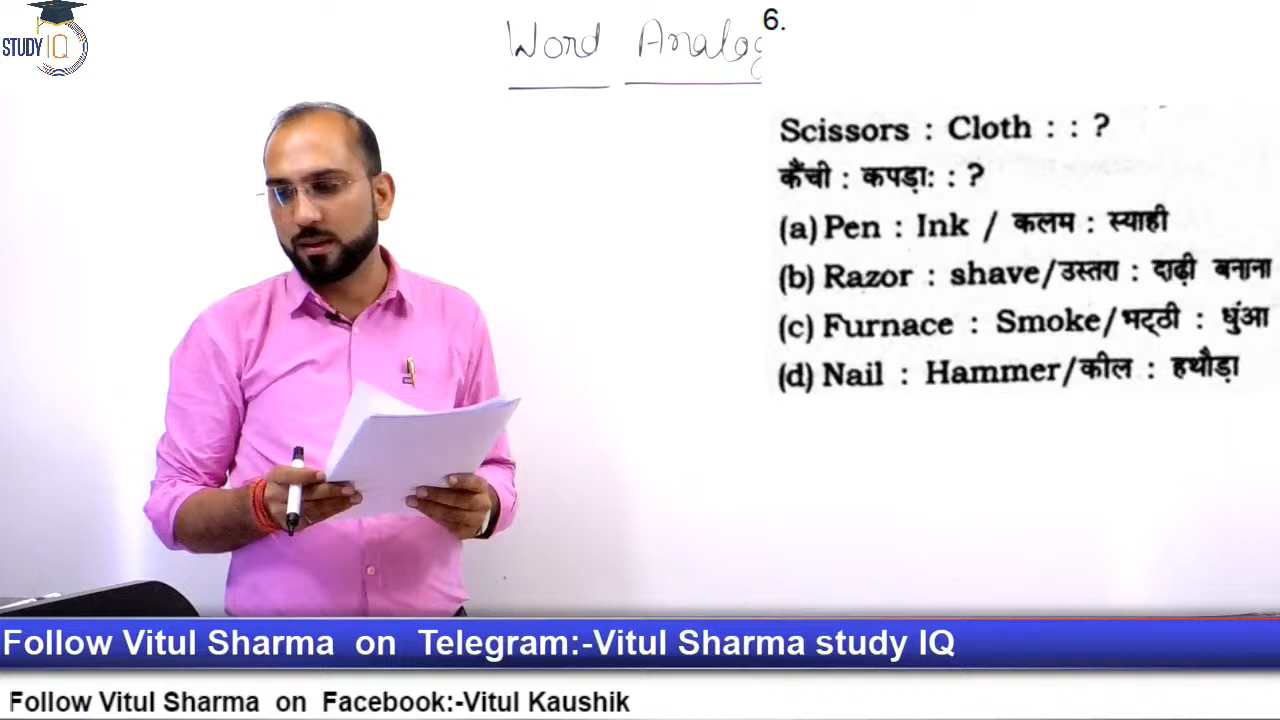 STUDY IQ
Word Analog
6.
Scissors : Cloth : : ?
कैंची : कपड़ा: : ?
(a) Pen : Ink / कलम : स्याही
(b) Razor : shave/उस्तरा : दाढ़ी बनाना
(c) Furnace : Smoke/भट्ठी : धुंआ
(d) Nail : Hammer/कील : हथौड़ा
Follow Vitul Sharma on Telegram:-Vitul Sharma study IQ
Follow Vitul Sharma on Facebook:-Vitul Kaushik